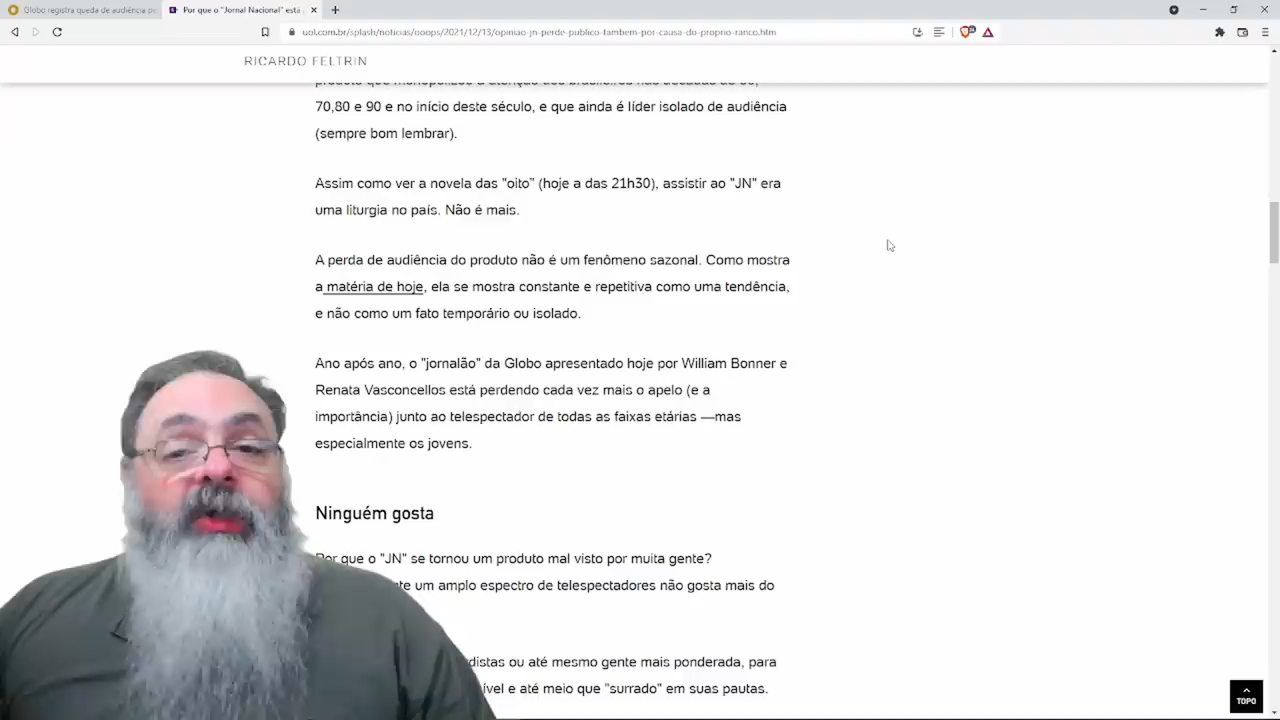 Globo registra queda de audiência pe
Por que o "Jornal Nacional" está
uol.com.br/splash/noticias/ooops/2021/12/13/opiniao-jn-perde-publico-tambem-por-causa-do-proprio-ranco.htm
RICARDO FELTRIN
70,80 e 90 e no início deste século, e que ainda é líder isolado de audiência
(sempre bom lembrar).
Assim como ver a novela das "oito" (hoje a das 21h30), assistir ao "JN" era
uma liturgia no país. Não é mais.
A perda de audiência do produto não é um fenômeno sazonal. Como mostra
a matéria de hoje, ela se mostra constante e repetitiva como uma tendência,
e não como um fato temporário ou isolado.
Ano após ano, o "jornalão" da Globo apresentado hoje por William Bonner e
Renata Vasconcellos está perdendo cada vez mais o apelo (e a
importância) junto ao telespectador de todas as faixas etárias —mas
especialmente os jovens.
Ninguém gosta
Por que o "JN" se tornou um produto mal visto por muita gente?
um amplo espectro de telespectadores não gosta mais do
ou até mesmo gente mais ponderada, para
e até meio que "surrado" em suas pautas.
TOPO